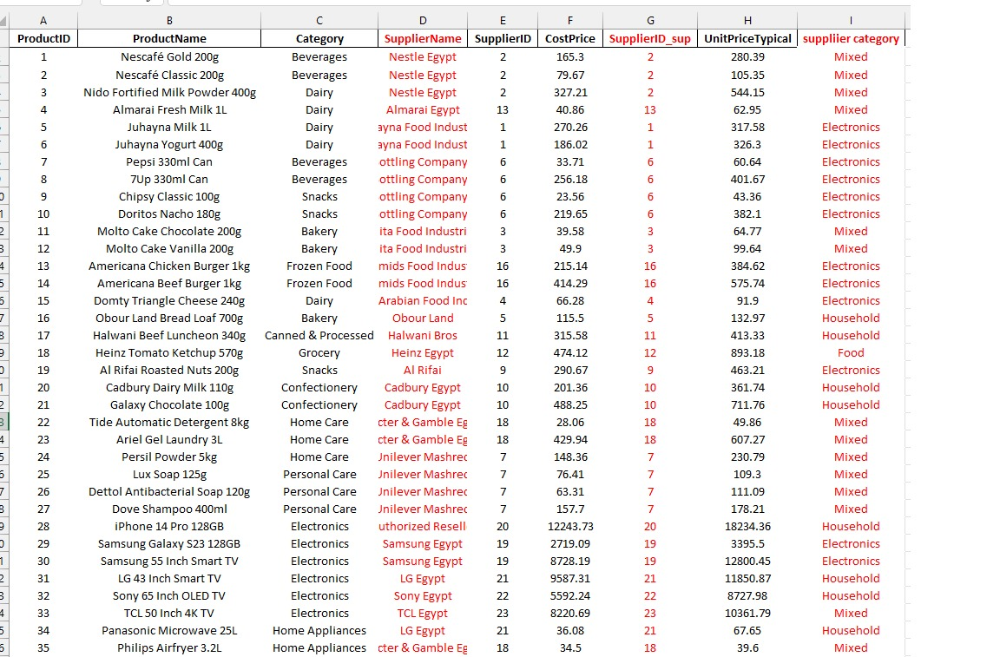 A B C D E F G H I
ProductID ProductName Category SupplierName SupplierID CostPrice SupplierID_sup UnitPriceTypical suppliier category
1 Nescafé Gold 200g Beverages Nestle Egypt 2 165.3 2 280.39 Mixed
2 Nescafé Classic 200g Beverages Nestle Egypt 2 79.67 2 105.35 Mixed
3 Nido Fortified Milk Powder 400g Dairy Nestle Egypt 2 327.21 2 544.15 Mixed
4 Almarai Fresh Milk 1L Dairy Almarai Egypt 13 40.86 13 62.95 Mixed
5 Juhayna Milk 1L Dairy ayna Food Indust 1 270.26 1 317.58 Electronics
6 Juhayna Yogurt 400g Dairy ayna Food Indust 1 186.02 1 326.3 Electronics
7 Pepsi 330ml Can Beverages ottling Company 6 33.71 6 60.64 Electronics
8 7Up 330ml Can Beverages ottling Company 6 256.18 6 401.67 Electronics
9 Chipsy Classic 100g Snacks ottling Company 6 23.56 6 43.36 Electronics
10 Doritos Nacho 180g Snacks ottling Company 6 219.65 6 382.1 Electronics
11 Molto Cake Chocolate 200g Bakery ita Food Industri 3 39.58 3 64.77 Mixed
12 Molto Cake Vanilla 200g Bakery ita Food Industri 3 49.9 3 99.64 Mixed
13 Americana Chicken Burger 1kg Frozen Food mids Food Indus 16 215.14 16 384.62 Electronics
14 Americana Beef Burger 1kg Frozen Food mids Food Indus 16 414.29 16 575.74 Electronics
15 Domty Triangle Cheese 240g Dairy Arabian Food Inc 4 66.28 4 91.9 Electronics
16 Obour Land Bread Loaf 700g Bakery Obour Land 5 115.5 5 132.97 Household
17 Halwani Beef Luncheon 340g Canned & Processed Halwani Bros 11 315.58 11 413.33 Household
18 Heinz Tomato Ketchup 570g Grocery Heinz Egypt 12 474.12 12 893.18 Food
19 Al Rifai Roasted Nuts 200g Snacks Al Rifai 9 290.67 9 463.21 Electronics
20 Cadbury Dairy Milk 110g Confectionery Cadbury Egypt 10 201.36 10 361.74 Household
21 Galaxy Chocolate 100g Confectionery Cadbury Egypt 10 488.25 10 711.76 Household
22 Tide Automatic Detergent 8kg Home Care cter & Gamble Eg 18 28.06 18 49.86 Mixed
23 Ariel Gel Laundry 3L Home Care cter & Gamble Eg 18 429.94 18 607.27 Mixed
24 Persil Powder 5kg Home Care Unilever Mashrec 7 148.36 7 230.79 Mixed
25 Lux Soap 125g Personal Care Unilever Mashrec 7 76.41 7 109.3 Mixed
26 Dettol Antibacterial Soap 120g Personal Care Unilever Mashrec 7 63.31 7 111.09 Mixed
27 Dove Shampoo 400ml Personal Care Unilever Mashrec 7 157.7 7 178.21 Mixed
28 iPhone 14 Pro 128GB Electronics uthorized Resell 20 12243.73 20 18234.36 Household
29 Samsung Galaxy S23 128GB Electronics Samsung Egypt 19 2719.09 19 3395.5 Electronics
30 Samsung 55 Inch Smart TV Electronics Samsung Egypt 19 8728.19 19 12800.45 Electronics
31 LG 43 Inch Smart TV Electronics LG Egypt 21 9587.31 21 11850.87 Household
32 Sony 65 Inch OLED TV Electronics Sony Egypt 22 5592.24 22 8727.98 Household
33 TCL 50 Inch 4K TV Electronics TCL Egypt 23 8220.69 23 10361.79 Mixed
34 Panasonic Microwave 25L Home Appliances LG Egypt 21 36.08 21 67.65 Household
35 Philips Airfryer 3.2L Home Appliances cter & Gamble Eg 18 34.5 18 39.6 Mixed